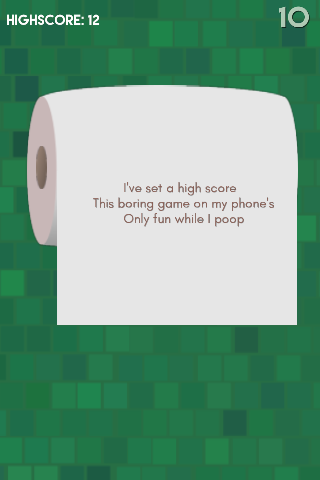 HIGHSCORE: 12
10
I've set a high score
This boring game on my phone's
Only fun while I poop